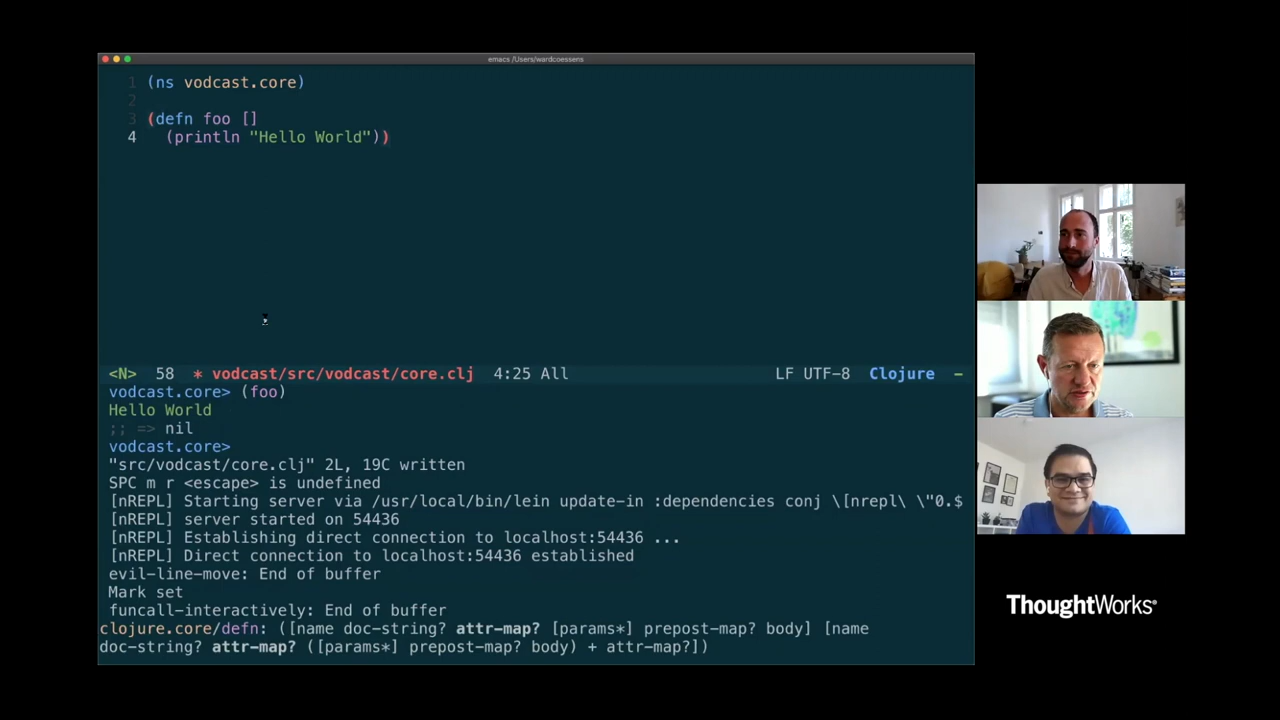 emacs /Users/wardcoessens
1 (ns vodcast.core)
2
3 (defn foo []
4 (println "Hello World"))
<N> 58 * vodcast/src/vodcast/core.clj 4:25 All LF UTF-8 Clojure –
vodcast.core> (foo)
Hello World
;; => nil
vodcast.core>
"src/vodcast/core.clj" 2L, 19C written
SPC m r <escape> is undefined
[nREPL] Starting server via /usr/local/bin/lein update-in :dependencies conj \[nrepl\ \"0.$
[nREPL] server started on 54436
[nREPL] Establishing direct connection to localhost:54436 ...
[nREPL] Direct connection to localhost:54436 established
evil-line-move: End of buffer
Mark set
funcall-interactively: End of buffer
clojure.core/defn: ([name doc-string? attr-map? [params*] prepost-map? body] [name
doc-string? attr-map? ([params*] prepost-map? body) + attr-map?])
ThoughtWorks®